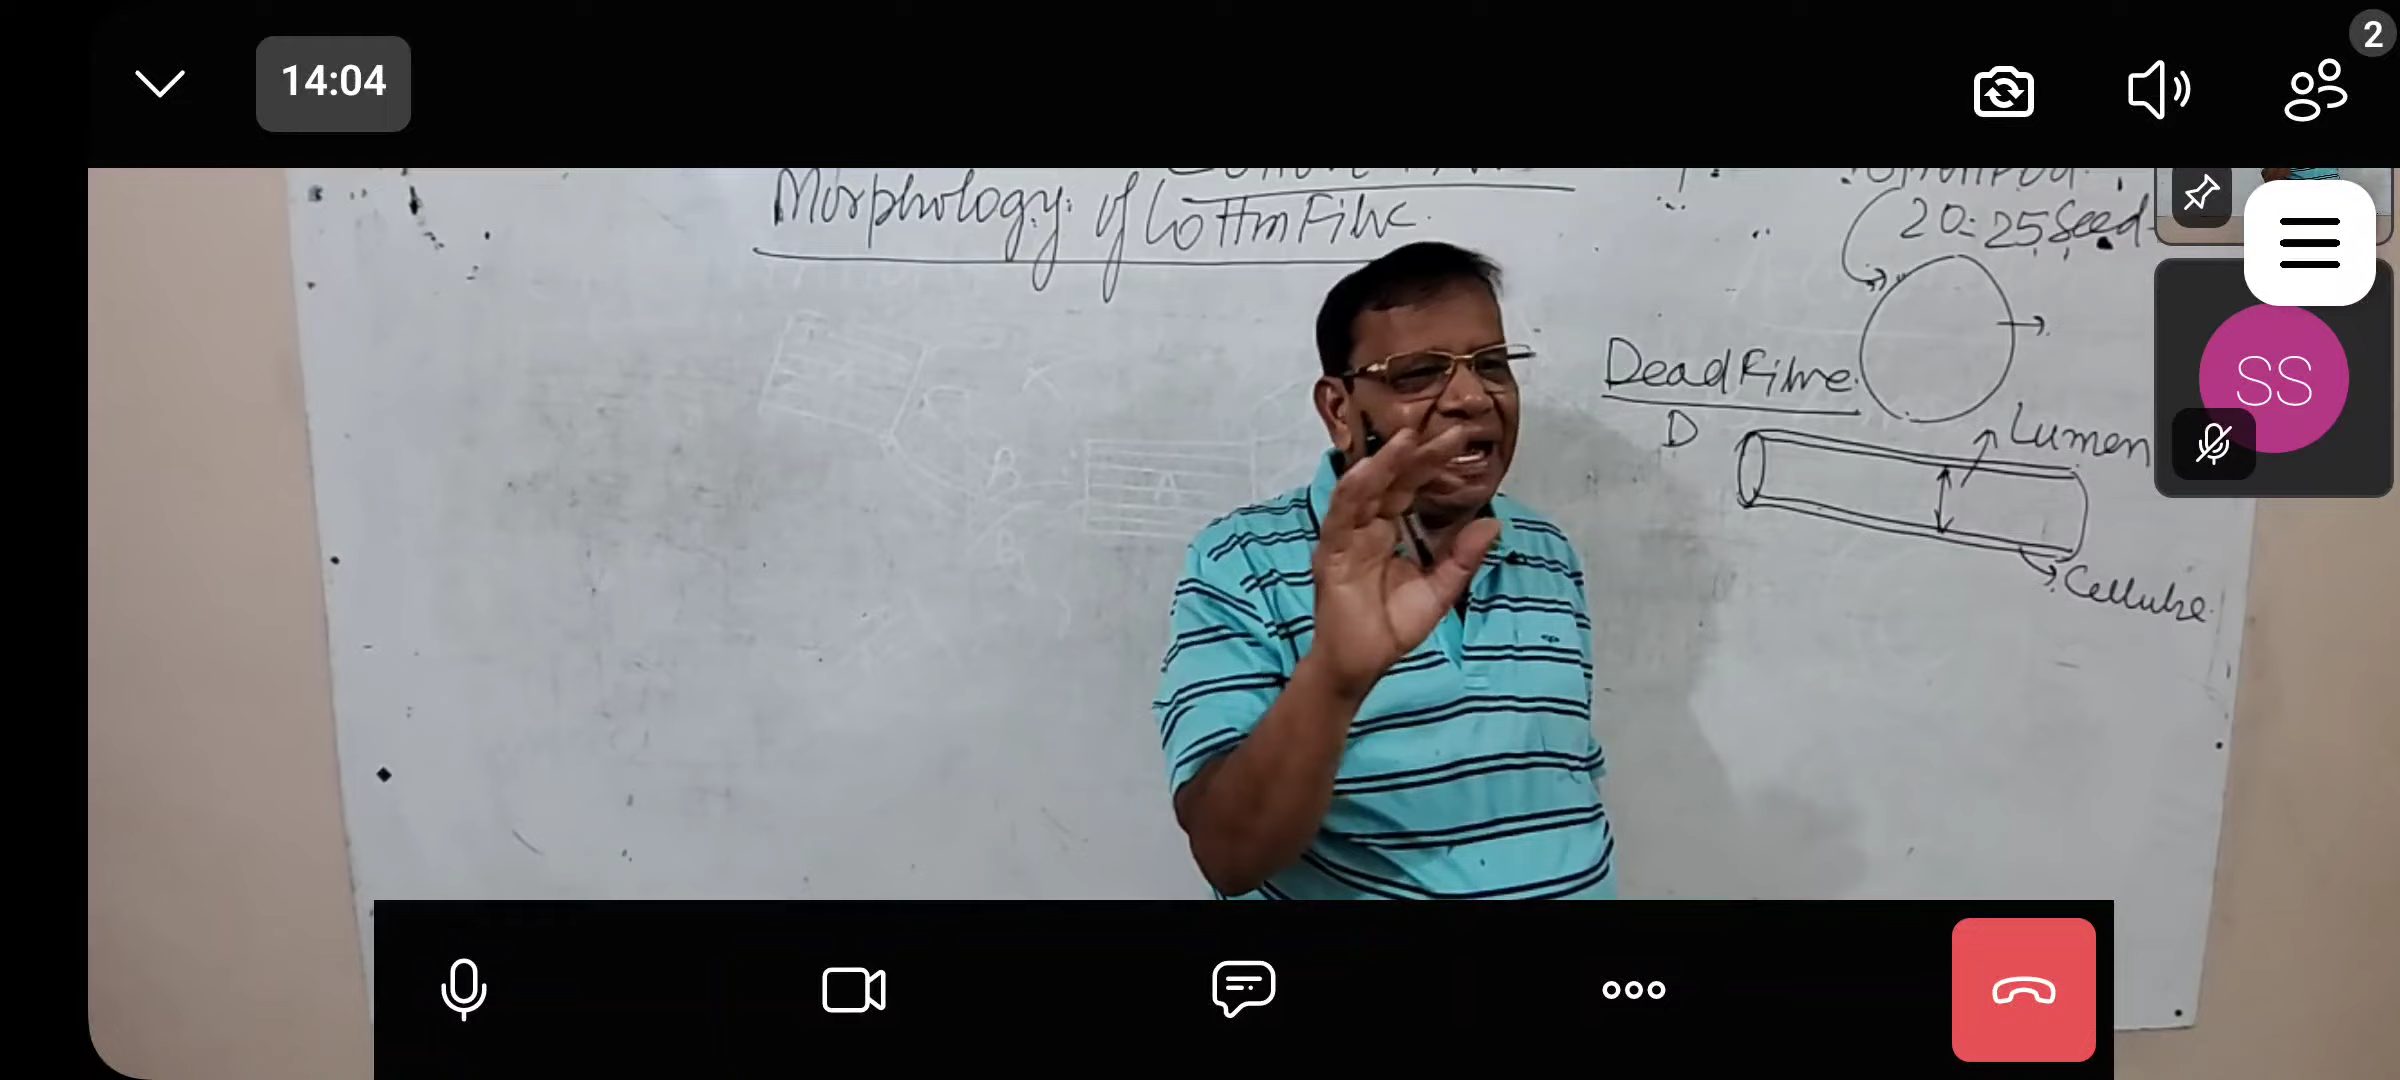 14:04
2
Morphology of Cotton Fibre.
20-25 Seed
Dead Fibre.
D
Lumen
SS
A
B
A
B
Cellulose.